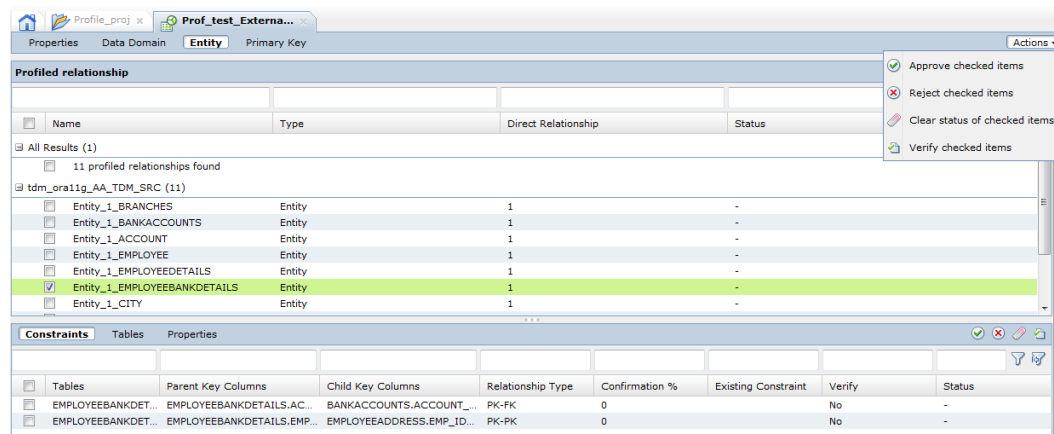 Profile_proj x Prof_test_Externa... x
Properties Data Domain Entity Primary Key Actions
Approve checked items
Profiled relationship
Reject checked items
Clear status of checked items
Name Type Direct Relationship Status
Verify checked items
All Results (1)
11 profiled relationships found
tdm_ora11g_AA_TDM_SRC (11)
Entity_1_BRANCHES Entity 1 -
Entity_1_BANKACCOUNTS Entity 1 -
Entity_1_ACCOUNT Entity 1 -
Entity_1_EMPLOYEE Entity 1 -
Entity_1_EMPLOYEEDETAILS Entity 1 -
Entity_1_EMPLOYEEBANKDETAILS Entity 1 -
Entity_1_CITY Entity 1 -
Constraints Tables Properties
Tables Parent Key Columns Child Key Columns Relationship Type Confirmation % Existing Constraint Verify Status
EMPLOYEEBANKDET... EMPLOYEEBANKDETAILS.AC... BANKACCOUNTS.ACCOUNT_... PK-FK 0 No -
EMPLOYEEBANKDET... EMPLOYEEBANKDETAILS.EMP... EMPLOYEEADDRESS.EMP_ID... PK-PK 0 No -